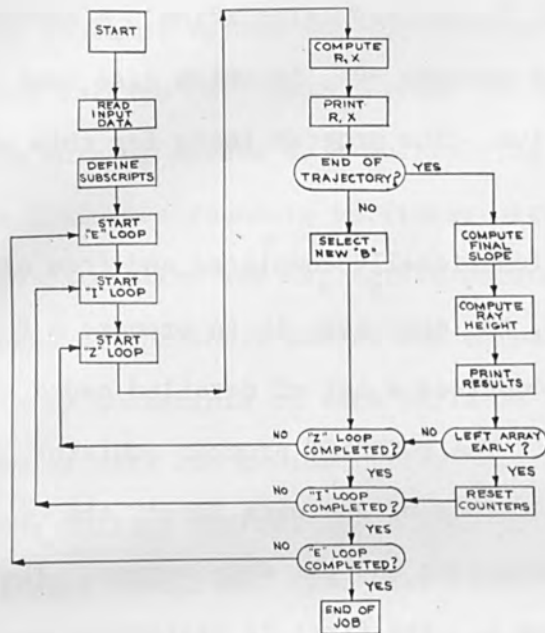 START
READ
INPUT
DATA
DEFINE
SUBSCRIPTS
START
"E" LOOP
START
"I" LOOP
START
"Z" LOOP
COMPUTE
R, X
PRINT
R, X
END OF
TRAJECTORY?
YES
NO
SELECT
NEW "B"
COMPUTE
FINAL
SLOPE
COMPUTE
RAY
HEIGHT
PRINT
RESULTS
NO
"Z" LOOP
COMPLETED?
NO
LEFT ARRAY
EARLY?
YES
YES
NO
"I" LOOP
COMPLETED?
RESET
COUNTERS
YES
NO
"E" LOOP
COMPLETED?
YES
END OF
JOB